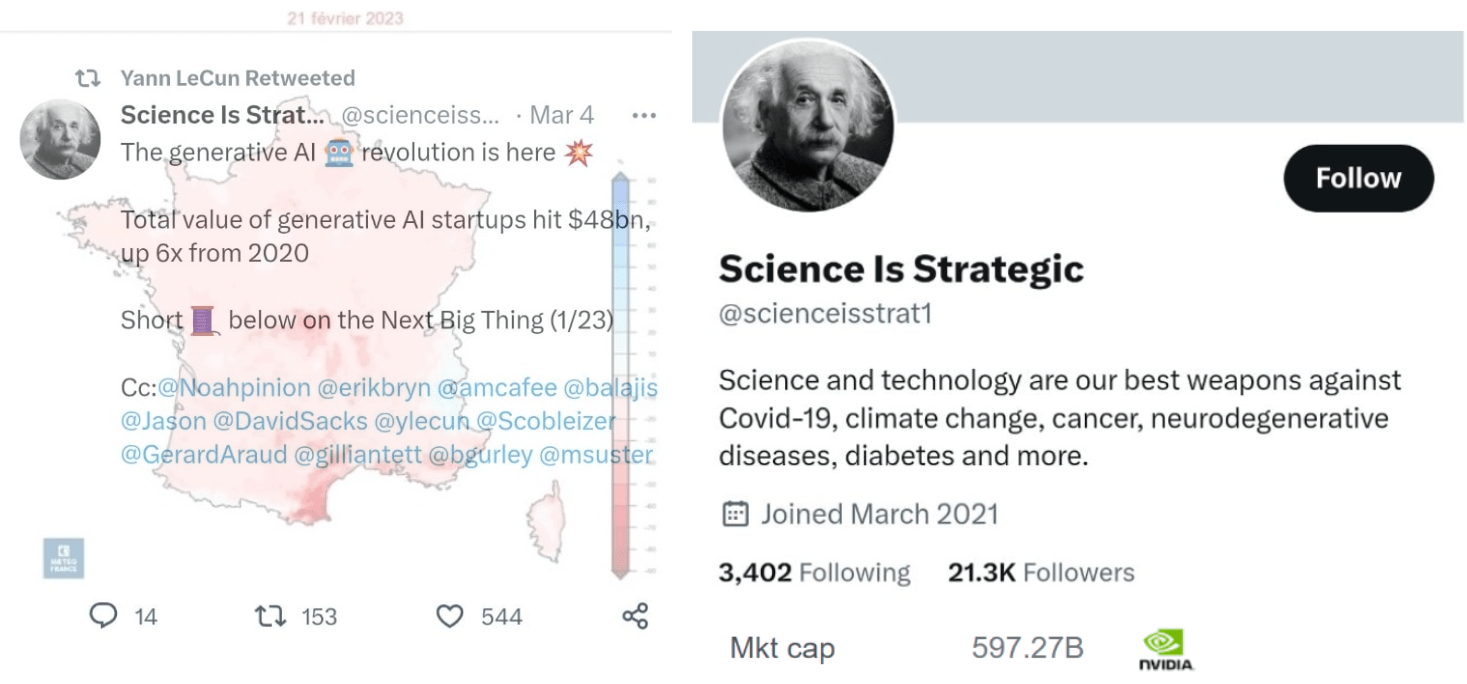 21 février 2023
Yann LeCun Retweeted
Science Is Strat... @scienceiss... · Mar 4
The generative AI 🤖 revolution is here 💥
Total value of generative AI startups hit $48bn,
up 6x from 2020
Short 🧵 below on the Next Big Thing (1/23)
Cc:@Noahpinion @erikbryn @amcafee @balajis
@Jason @DavidSacks @ylecun @Scobleizer
@GerardAraud @gilliantett @bgurley @msuster
METEO
FRANCE
14 153 544
Follow
Science Is Strategic
@scienceisstrat1
Science and technology are our best weapons against
Covid-19, climate change, cancer, neurodegenerative
diseases, diabetes and more.
Joined March 2021
3,402 Following 21.3K Followers
Mkt cap 597.27B NVIDIA